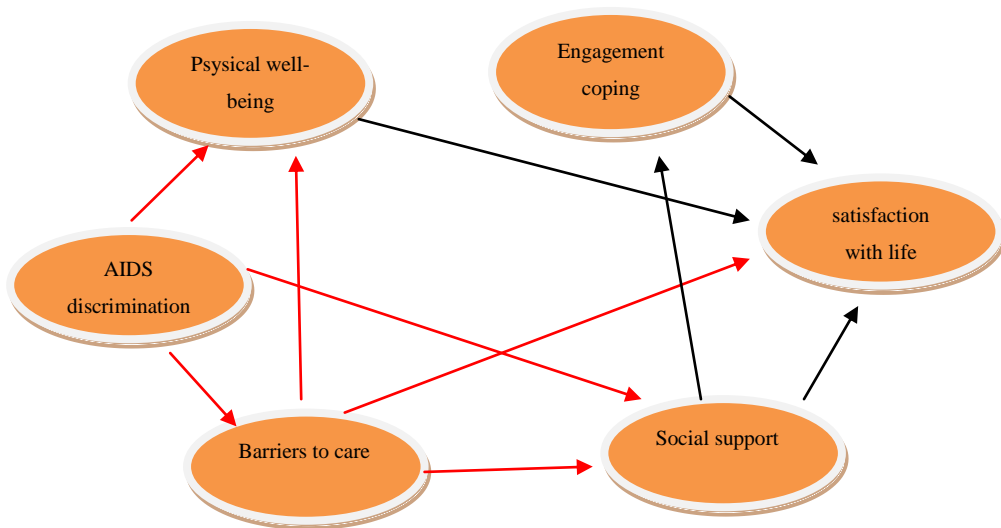 Psysical well-
being
Engagement
coping
satisfaction
with life
AIDS
discrimination
Barriers to care
Social support